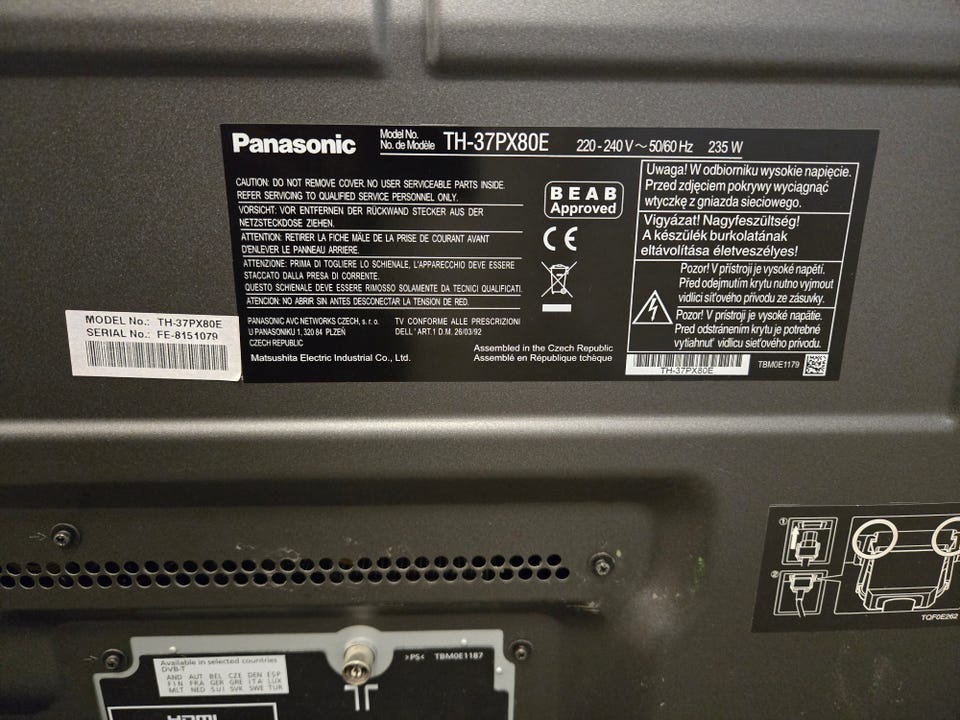 Panasonic
Model No.
No. de Modèle
TH-37PX80E
220 - 240 V ~ 50/60 Hz 235 W
CAUTION: DO NOT REMOVE COVER. NO USER SERVICEABLE PARTS INSIDE.
REFER SERVICING TO QUALIFIED SERVICE PERSONNEL ONLY.
VORSICHT: VOR ENTFERNEN DER RÜCKWAND STECKER AUS DER
NETZSTECKDOSE ZIEHEN.
ATTENTION: RETIRER LA FICHE MÂLE DE LA PRISE DE COURANT AVANT
D'ENLEVER LE PANNEAU ARRIERE.
ATTENZIONE: PRIMA DI TOGLIERE LO SCHIENALE, L'APPARECCHIO DEVE ESSERE
STACCATO DALLA PRESA DI CORRENTE.
QUESTO SCHIENALE DEVE ESSERE RIMOSSO SOLAMENTE DA TECNICI QUALIFICATI.
ATENCION: NO ABRIR SIN ANTES DESCONECTAR LA TENSION DE RED.
PANASONIC AVC NETWORKS CZECH, s. r. o.
U PANASONIKU 1, 320 84 PLZEŇ
CZECH REPUBLIC
TV CONFORME ALLE PRESCRIZIONI
DELL' ART.1 D.M. 26/03/92
Matsushita Electric Industrial Co., Ltd.
Assembled in the Czech Republic
Assemblé en République tchèque
BEAB
Approved
CE
Uwaga! W odbiorniku wysokie napięcie.
Przed zdjęciem pokrywy wyciągnąć
wtyczkę z gniazda sieciowego.
Vigyázat! Nagyfeszültség!
A készülék burkolatának
eltávolítása életveszélyes!
Pozor! V přístroji je vysoké napětí.
Před odejmutím krytu nutno vyjmout
vidlici síťového přívodu ze zásuvky.
Pozor! V prístroji je vysoké napätie.
Pred odstránením krytu je potrebné
vytiahnuť vidlicu sieťového prívodu.
TH-37PX80E
TBM0E1179
MODEL No.: TH-37PX80E
SERIAL No.: FE-8151079
①
②
TQF0E262
Available in selected countries
DVB-T
AND AUT BEL CZE DEN ESP
FIN FRA GER GRE ITA LUX
MLT NED SUI SVK SWE TUR
>PS< TBM0E1187
HDMI